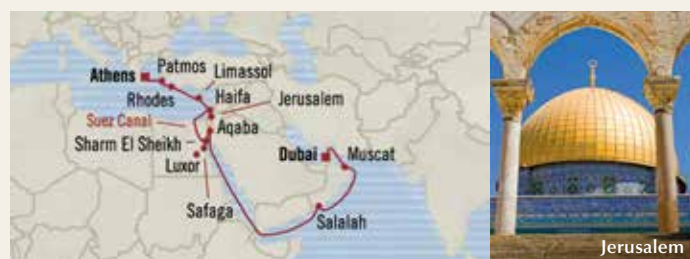 Athens
Patmos
Limassol
Rhodes
Haifa
Jerusalem
Suez Canal
Aqaba
Sharm El Sheikh
Dubai
Muscat
Luxor
Safaga
Salalah
Jerusalem